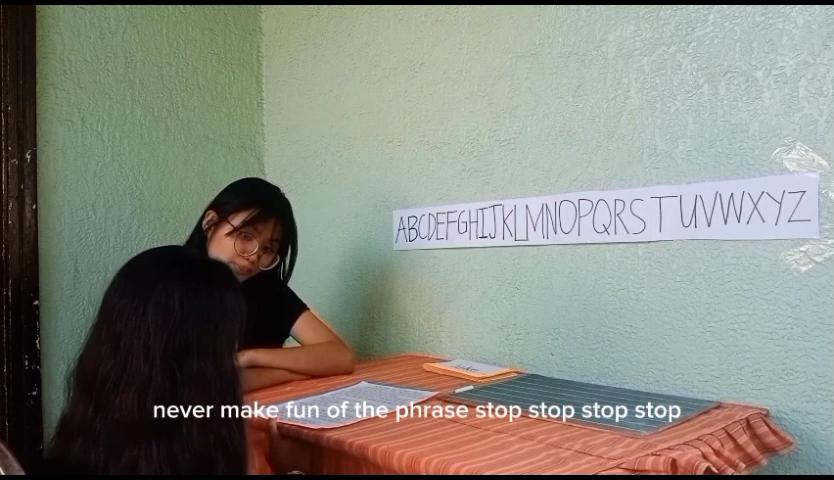 ABCDEFGHIJKLMNOPQRSTUVWXYZ
never make fun of the phrase stop stop stop stop